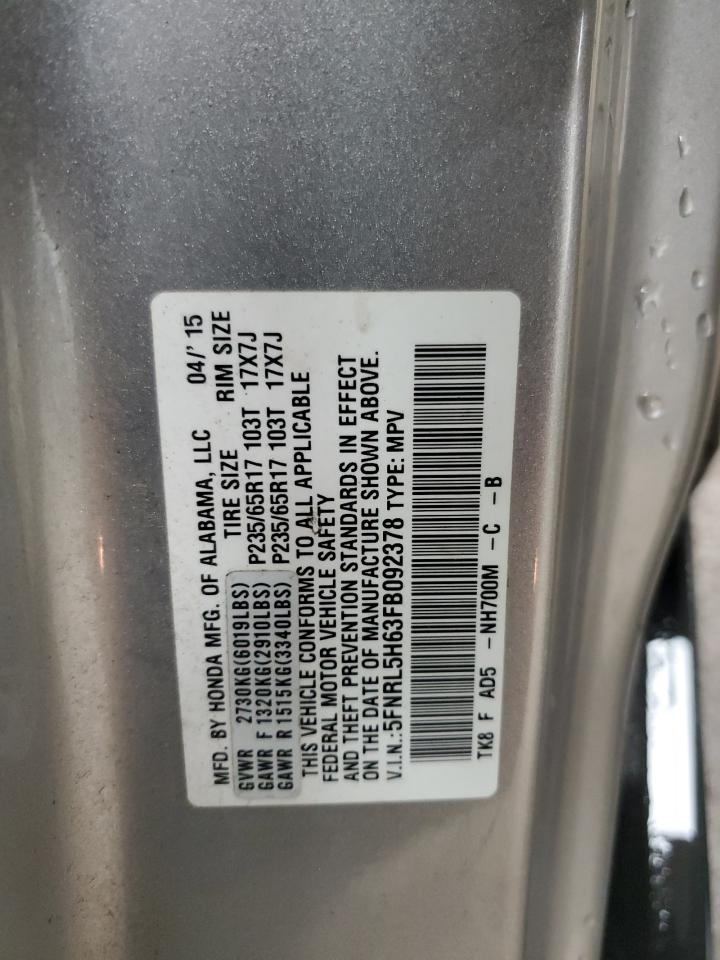 MFD. BY HONDA MFG. OF ALABAMA, LLC 04/' 15
TIRE SIZE RIM SIZE
GVWR 2730KG(6019LBS)
GAWR F 1320KG(2910LBS) P235/65R17 103T 17X7J
GAWR R 1515KG(3340LBS) P235/65R17 103T 17X7J
THIS VEHICLE CONFORMS TO ALL APPLICABLE
FEDERAL MOTOR VEHICLE SAFETY
AND THEFT PREVENTION STANDARDS IN EFFECT
ON THE DATE OF MANUFACTURE SHOWN ABOVE.
V.I.N.:5FNRL5H63FB092378 TYPE: MPV
TK8 F AD5 -NH700M -C -B